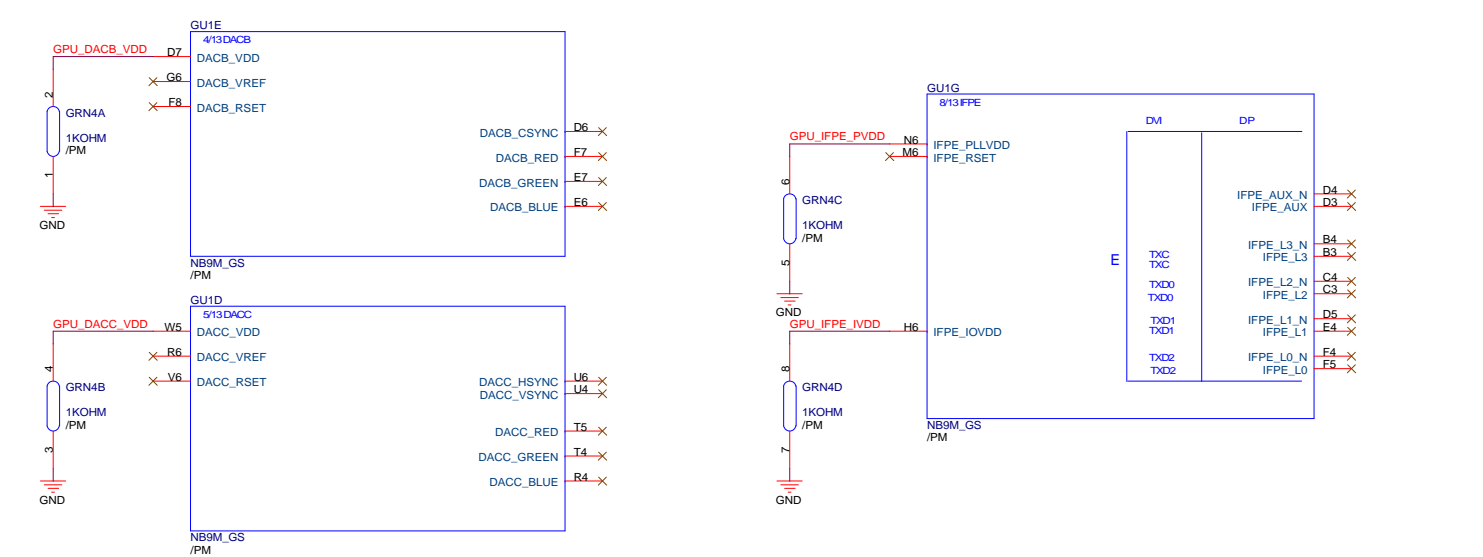 GU1E
4/13 DACB
GPU_DACB_VDD
D7
DACB_VDD
G6
DACB_VREF
F8
DACB_RSET
2
GRN4A
1KOHM
/PM
1
GND
DACB_CSYNC
D6
DACB_RED
F7
DACB_GREEN
E7
DACB_BLUE
E6
NB9M_GS
/PM
GU1D
5/13 DACC
GPU_DACC_VDD
W5
DACC_VDD
R6
DACC_VREF
V6
DACC_RSET
4
GRN4B
1KOHM
/PM
3
GND
DACC_HSYNC
U6
DACC_VSYNC
U4
DACC_RED
T5
DACC_GREEN
T4
DACC_BLUE
R4
NB9M_GS
/PM
GU1G
8/13 IFPE
DVI
DP
GPU_IFPE_PVDD
N6
IFPE_PLLVDD
M6
IFPE_RSET
6
GRN4C
1KOHM
/PM
5
GND
GPU_IFPE_IVDD
H6
IFPE_IOVDD
8
GRN4D
1KOHM
/PM
7
GND
E
TXC
TXC
TXD0
TXD0
TXD1
TXD1
TXD2
TXD2
IFPE_AUX_N
D4
IFPE_AUX
D3
IFPE_L3_N
B4
IFPE_L3
B3
IFPE_L2_N
C4
IFPE_L2
C3
IFPE_L1_N
D5
IFPE_L1
E4
IFPE_L0_N
F4
IFPE_L0
F5
NB9M_GS
/PM